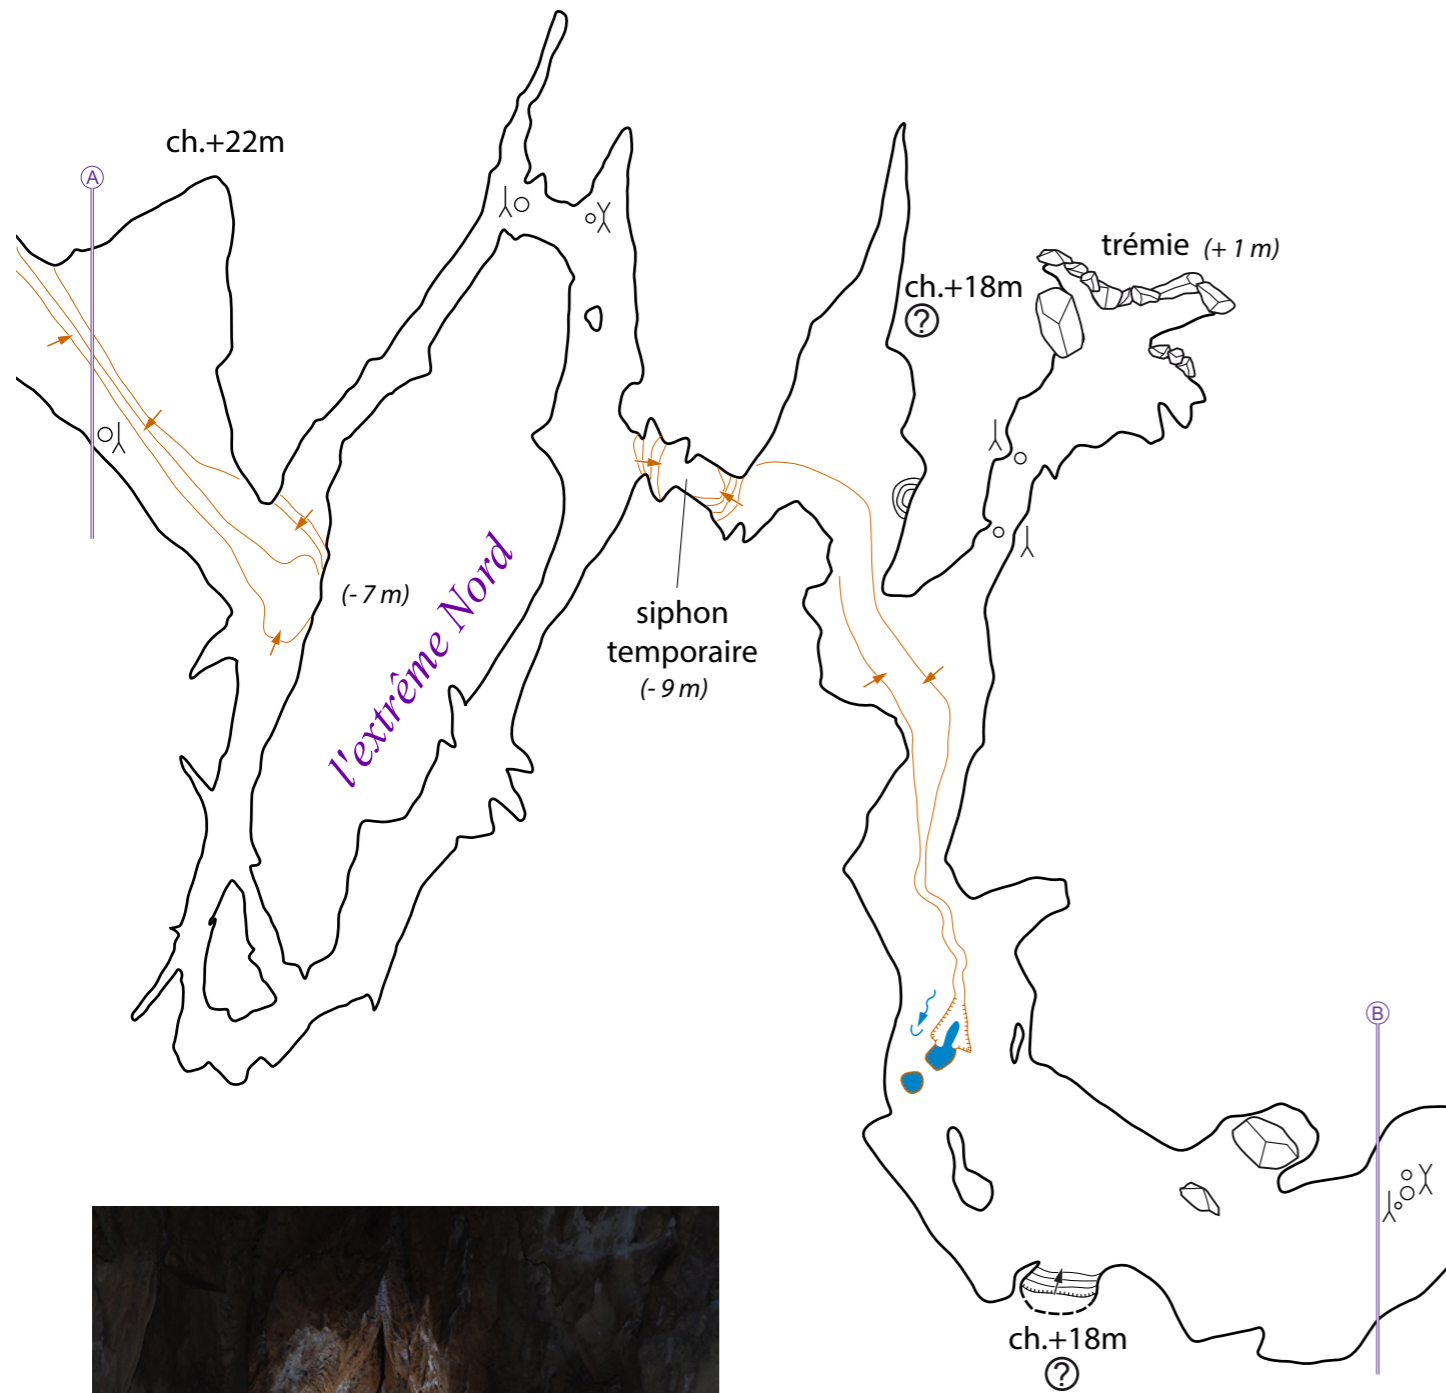 ch.+22m
A
trémie (+ 1 m)
ch.+18m
?
(- 7 m)
l'extrême Nord
siphon
temporaire
(- 9 m)
B
ch.+18m
?